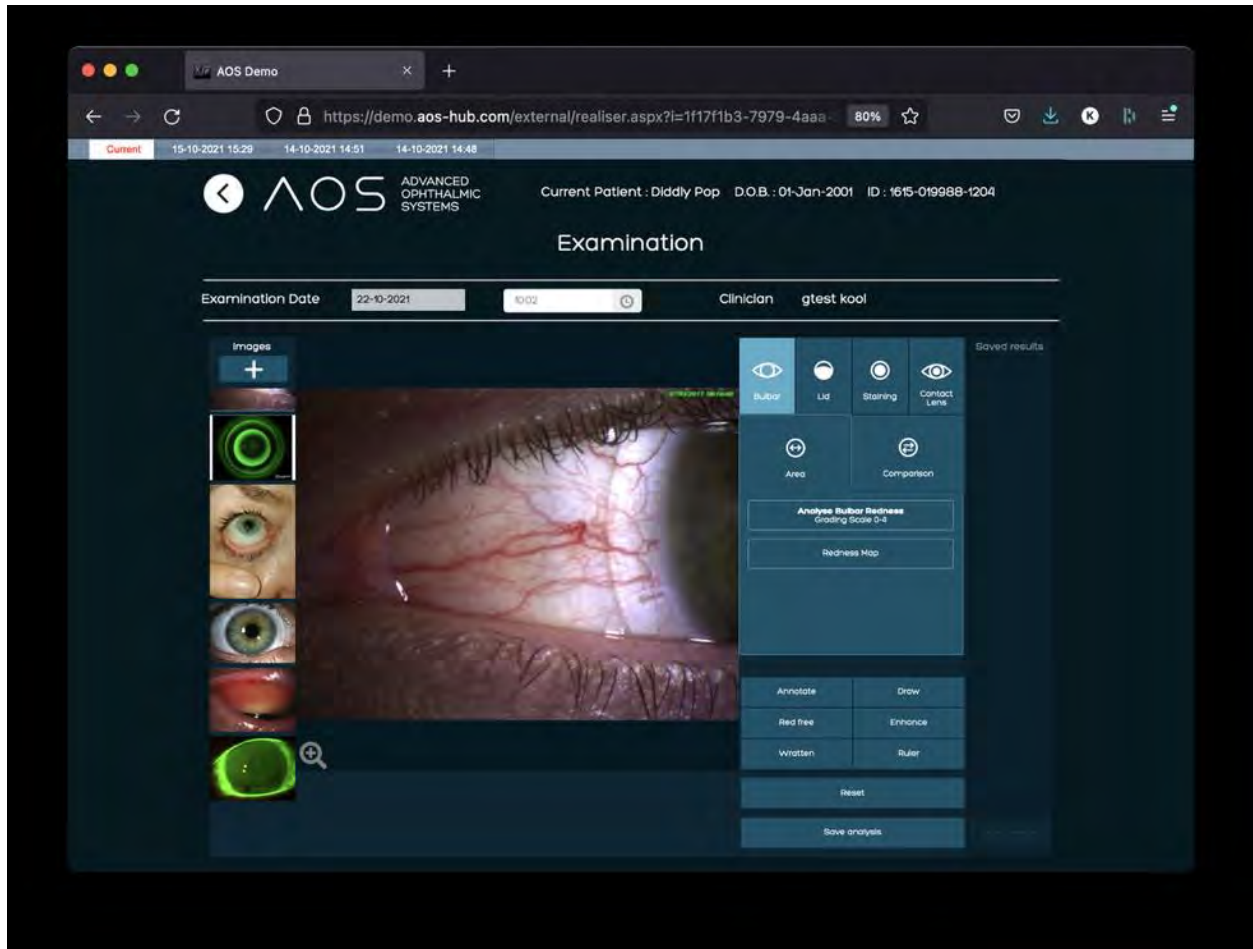 AOS Demo
https://demo.aos-hub.com/external/realiser.aspx?i=1f17f1b3-7979-4aaa-
80%
K
Current 15-10-2021 15:29 14-10-2021 14:51 14-10-2021 14:48
AOS
ADVANCED
OPHTHALMIC
SYSTEMS
Current Patient : Diddly Pop D.O.B. : 01-Jan-2001 ID : 1615-019988-1204
Examination
Examination Date 22-10-2021 10:02 Clinician gtest kool
Images
Saved results
Bulbar
Lid
Staining
Contact
Lens
Area
Comparison
Analyse Bulbar Redness
Grading Scale 0-4
Redness Map
Annotate Draw
Red free Enhance
Wratten Ruler
Reset
Save analysis